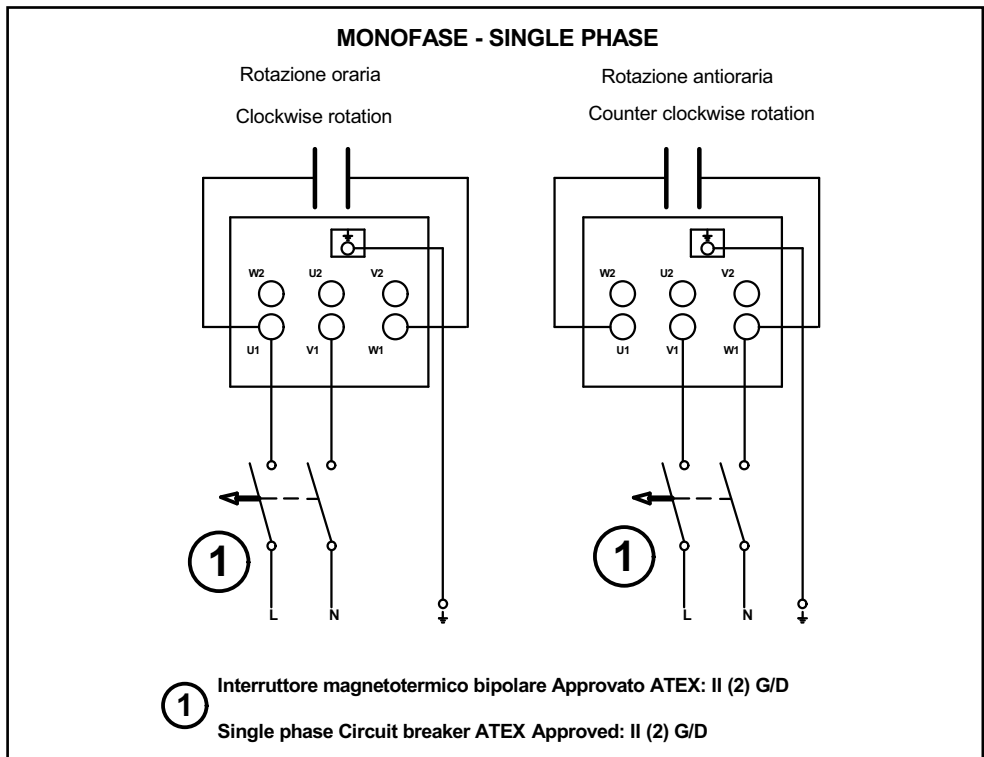 MONOFASE - SINGLE PHASE
Rotazione oraria
Clockwise rotation
W2 U2 V2
U1 V1 W1
1
L N
Rotazione antioraria
Counter clockwise rotation
W2 U2 V2
U1 V1 W1
1
L N
1
Interruttore magnetotermico bipolare Approvato ATEX: II (2) G/D
Single phase Circuit breaker ATEX Approved: II (2) G/D